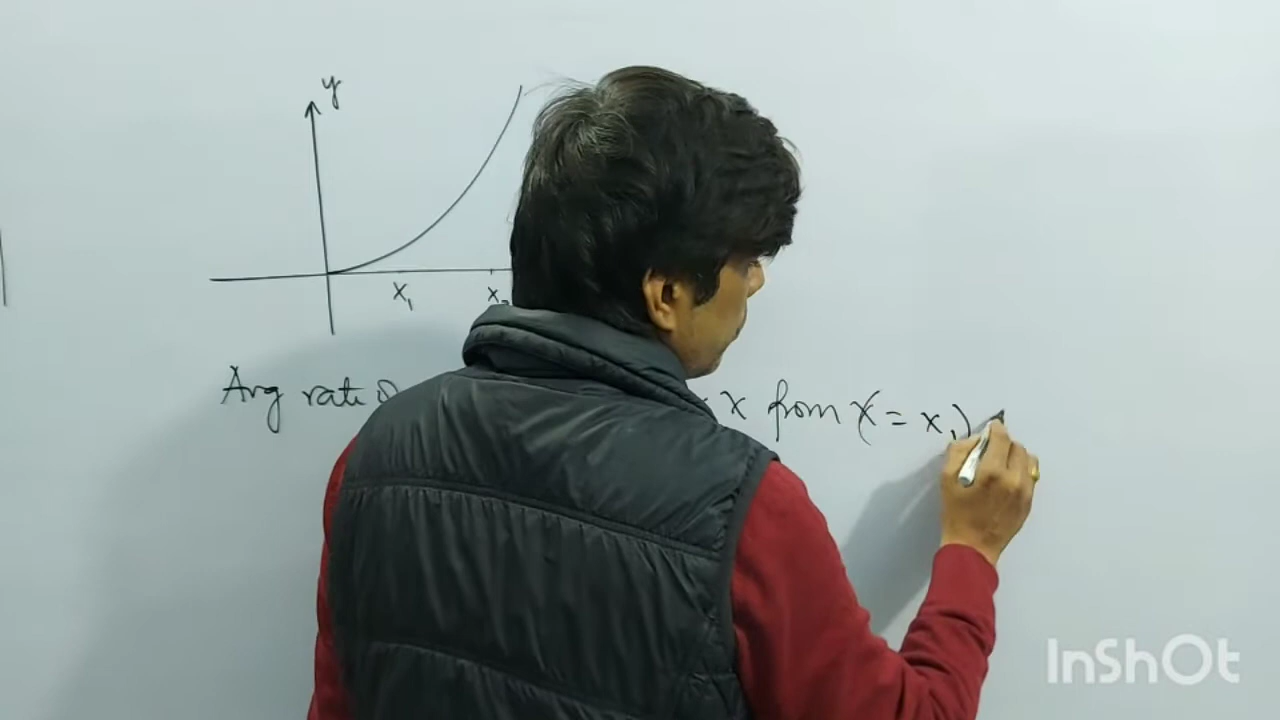 y
x₁ x₂
Avg rate x from (x = x₁)
InShOt